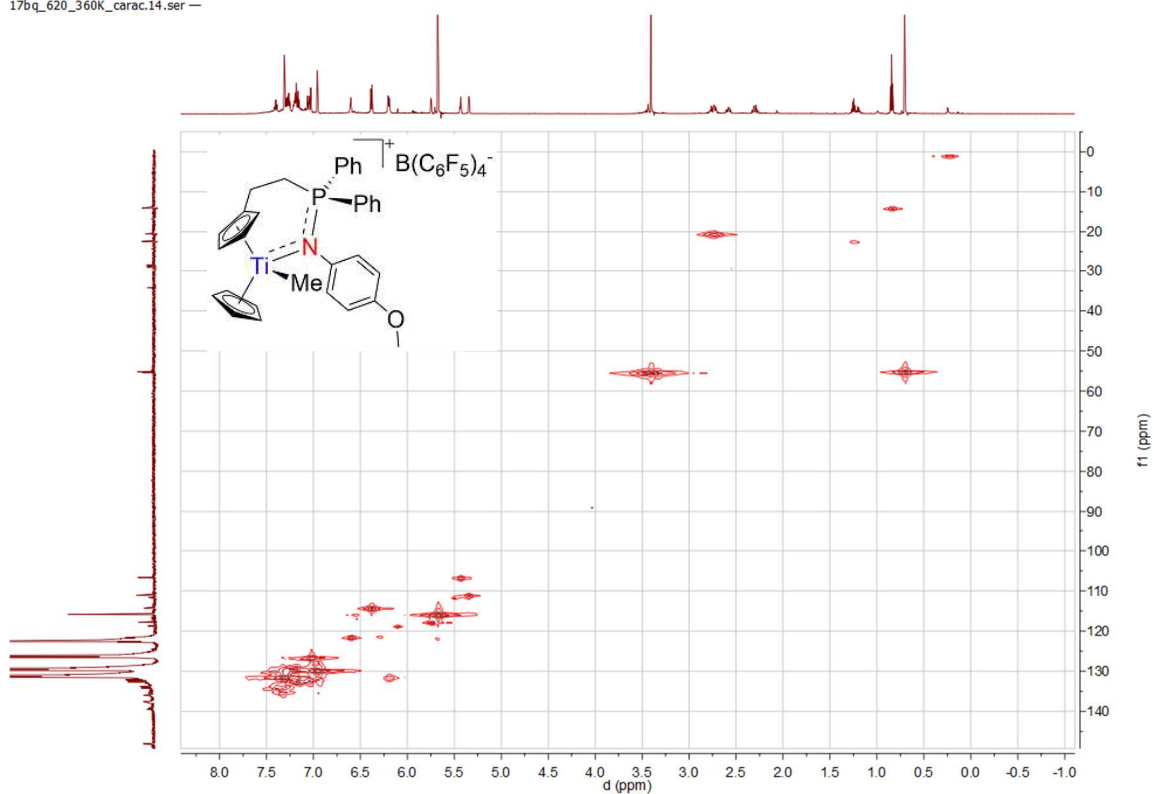 17bq_620_360K_carac.14.ser —
+
Ph
B(C6F5)4-
P
Ph
N
Ti
Me
O
0
10
20
30
40
50
60
70
80
90
100
110
120
130
140
f1 (ppm)
8.0 7.5 7.0 6.5 6.0 5.5 5.0 4.5 4.0 3.5 3.0 2.5 2.0 1.5 1.0 0.5 0.0 -0.5 -1.0
d (ppm)